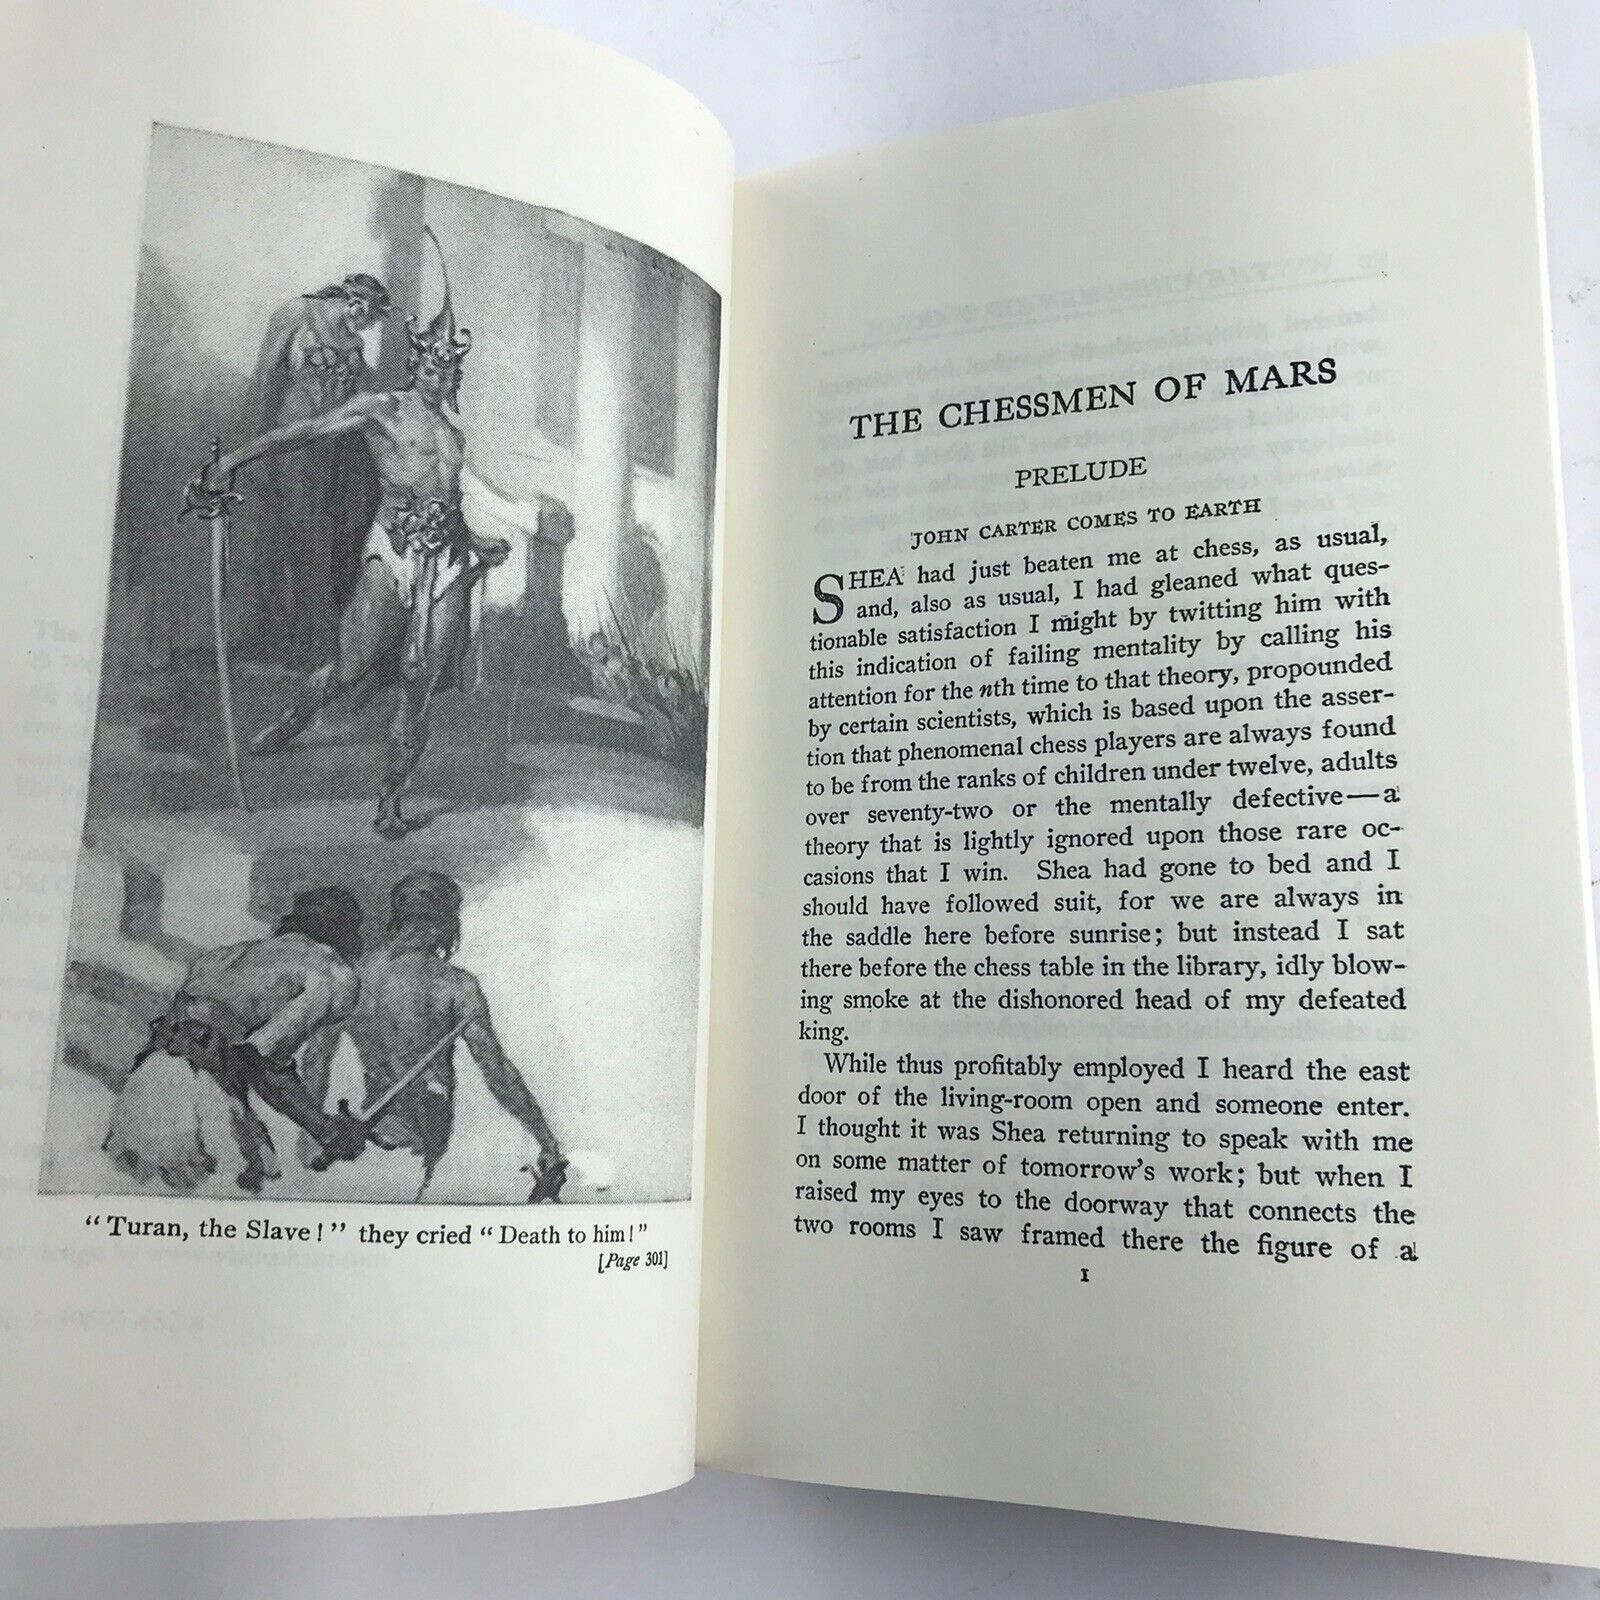 "Turan, the Slave!" they cried "Death to him!"
[Page 301]
THE CHESSMEN OF MARS
PRELUDE
JOHN CARTER COMES TO EARTH
SHEA had just beaten me at chess, as usual,
and, also as usual, I had gleaned what ques-
tionable satisfaction I might by twitting him with
this indication of failing mentality by calling his
attention for the nth time to that theory, propounded
by certain scientists, which is based upon the asser-
tion that phenomenal chess players are always found
to be from the ranks of children under twelve, adults
over seventy-two or the mentally defective—a
theory that is lightly ignored upon those rare oc-
casions that I win. Shea had gone to bed and I
should have followed suit, for we are always in
the saddle here before sunrise; but instead I sat
there before the chess table in the library, idly blow-
ing smoke at the dishonored head of my defeated
king.
While thus profitably employed I heard the east
door of the living-room open and someone enter.
I thought it was Shea returning to speak with me
on some matter of tomorrow's work; but when I
raised my eyes to the doorway that connects the
two rooms I saw framed there the figure of a
1